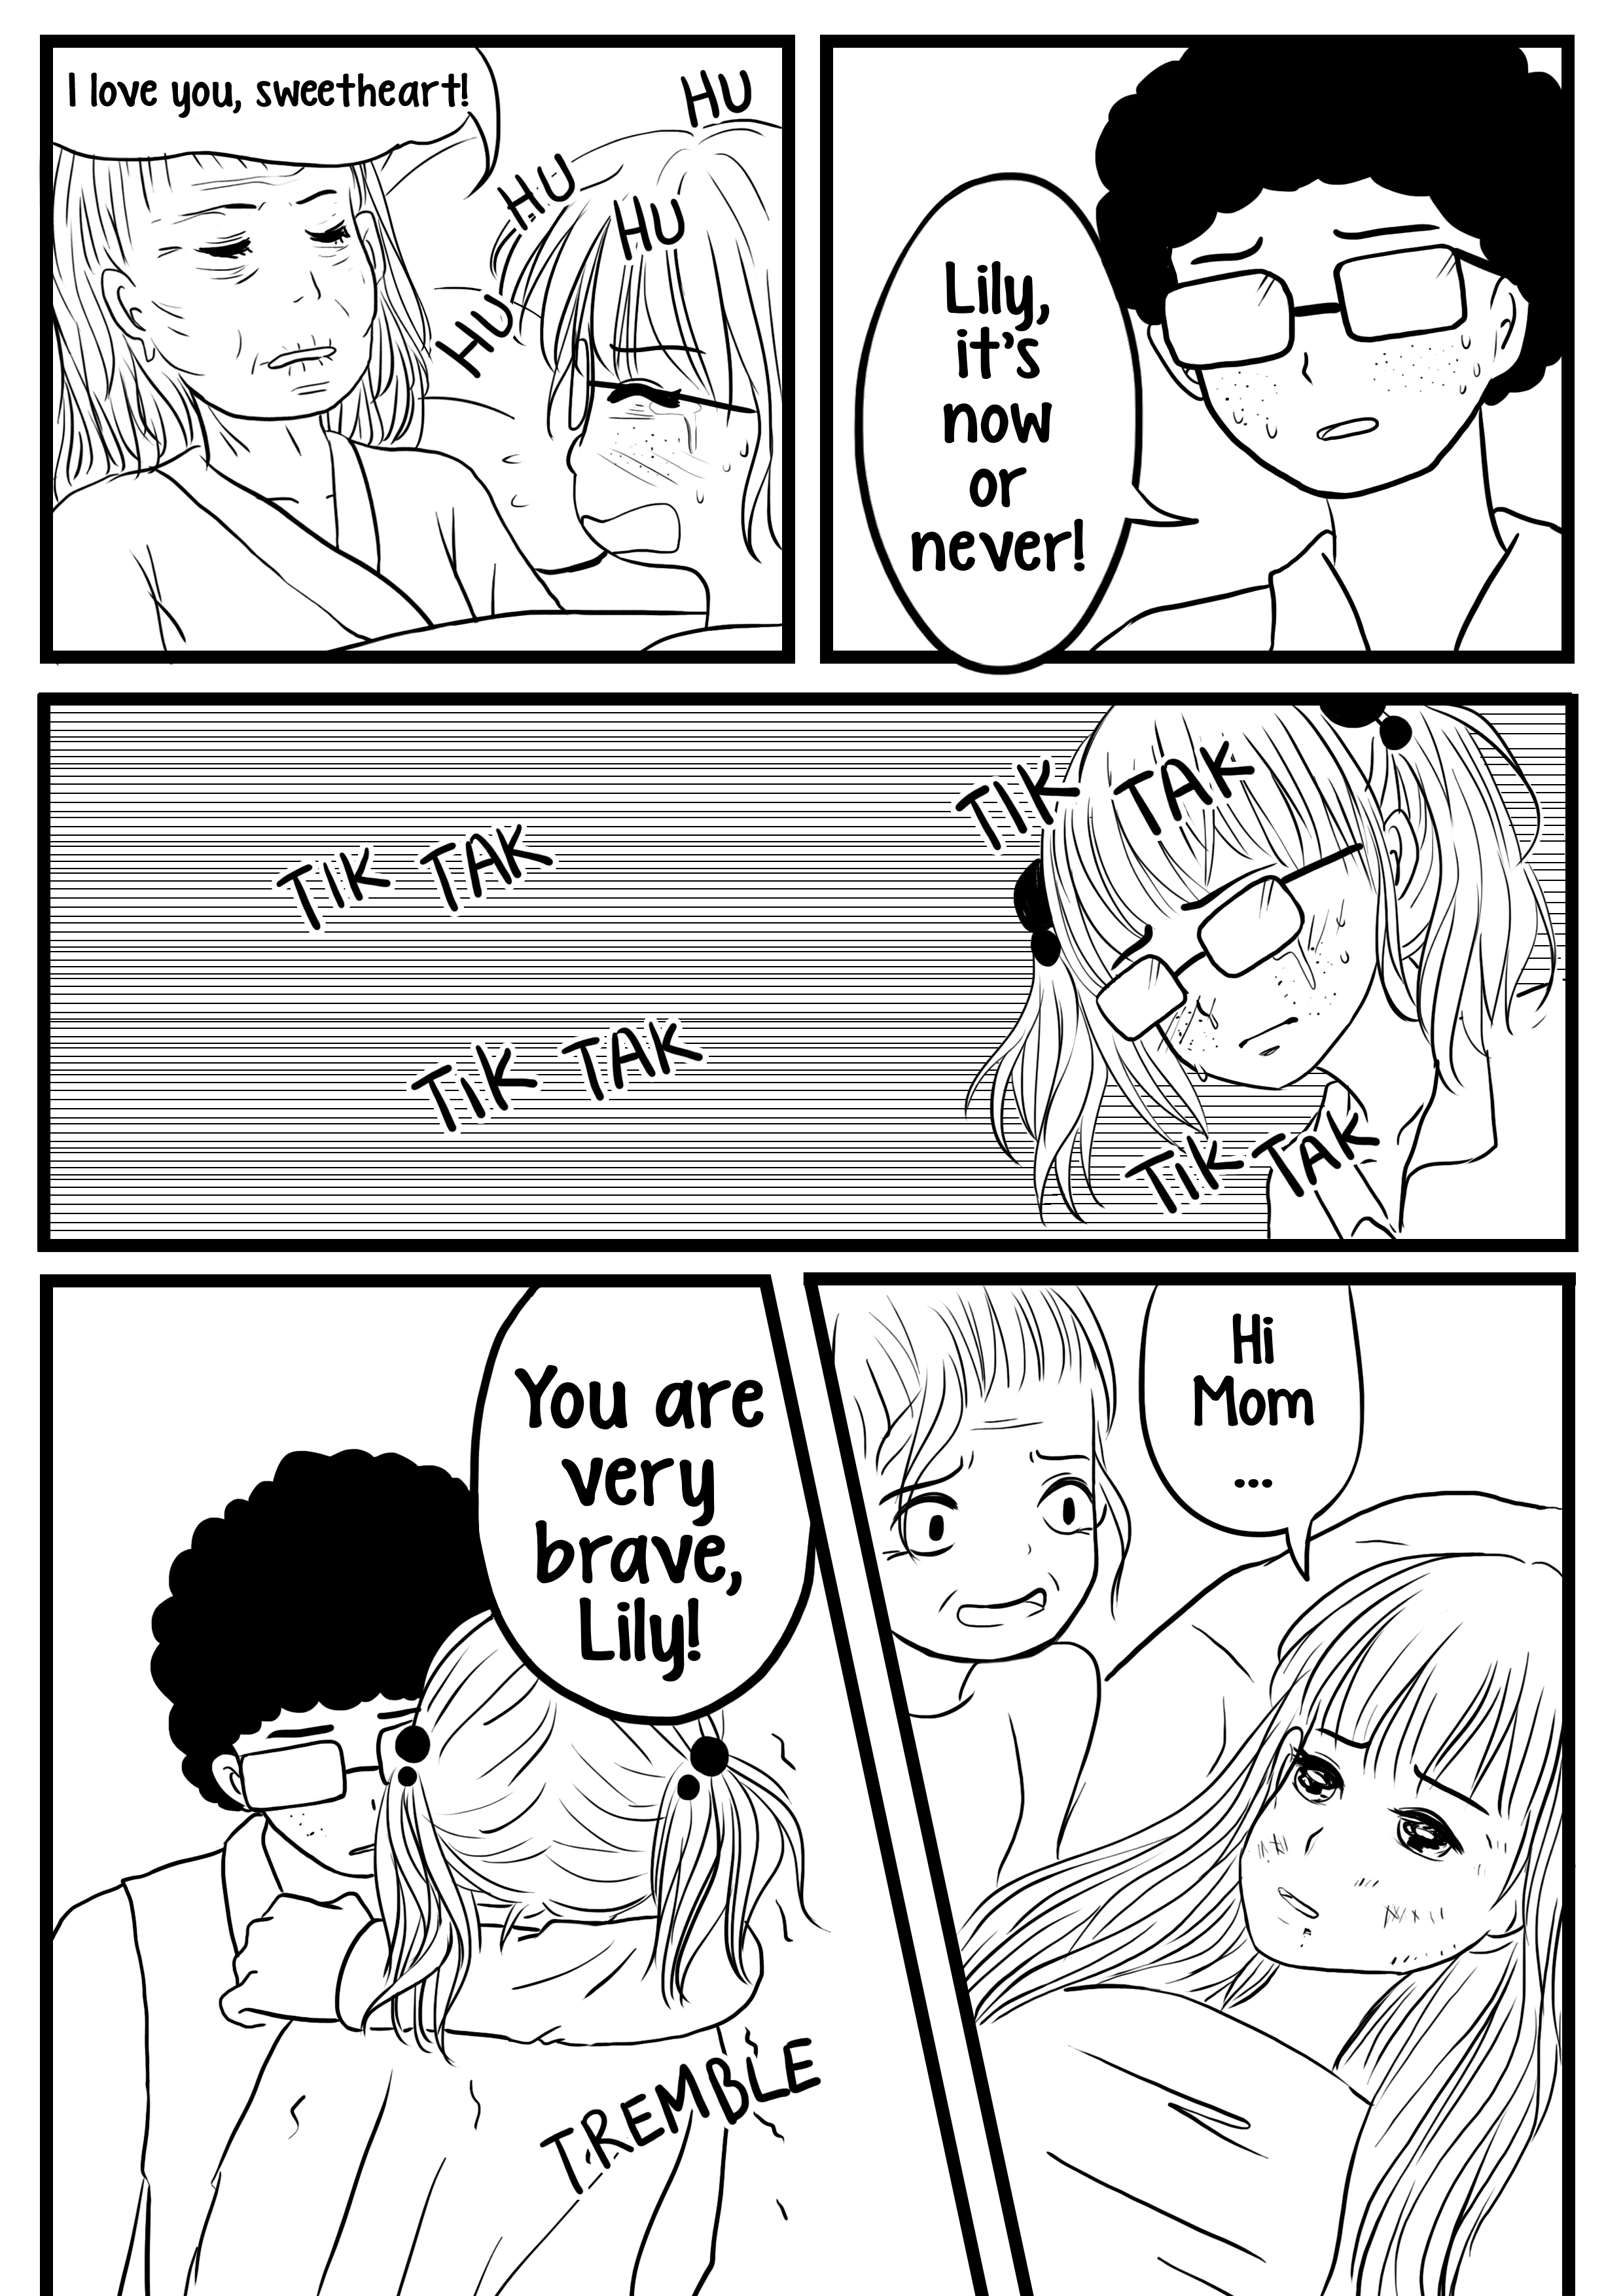 I love you, sweetheart!
HU
HU
HU
HU
Lily,
it's
now
or
never!
TIK TAK
TIK TAK
TIK TAK
TIK TAK
You are
very
brave,
Lily!
TREMBLE
Hi
Mom
...